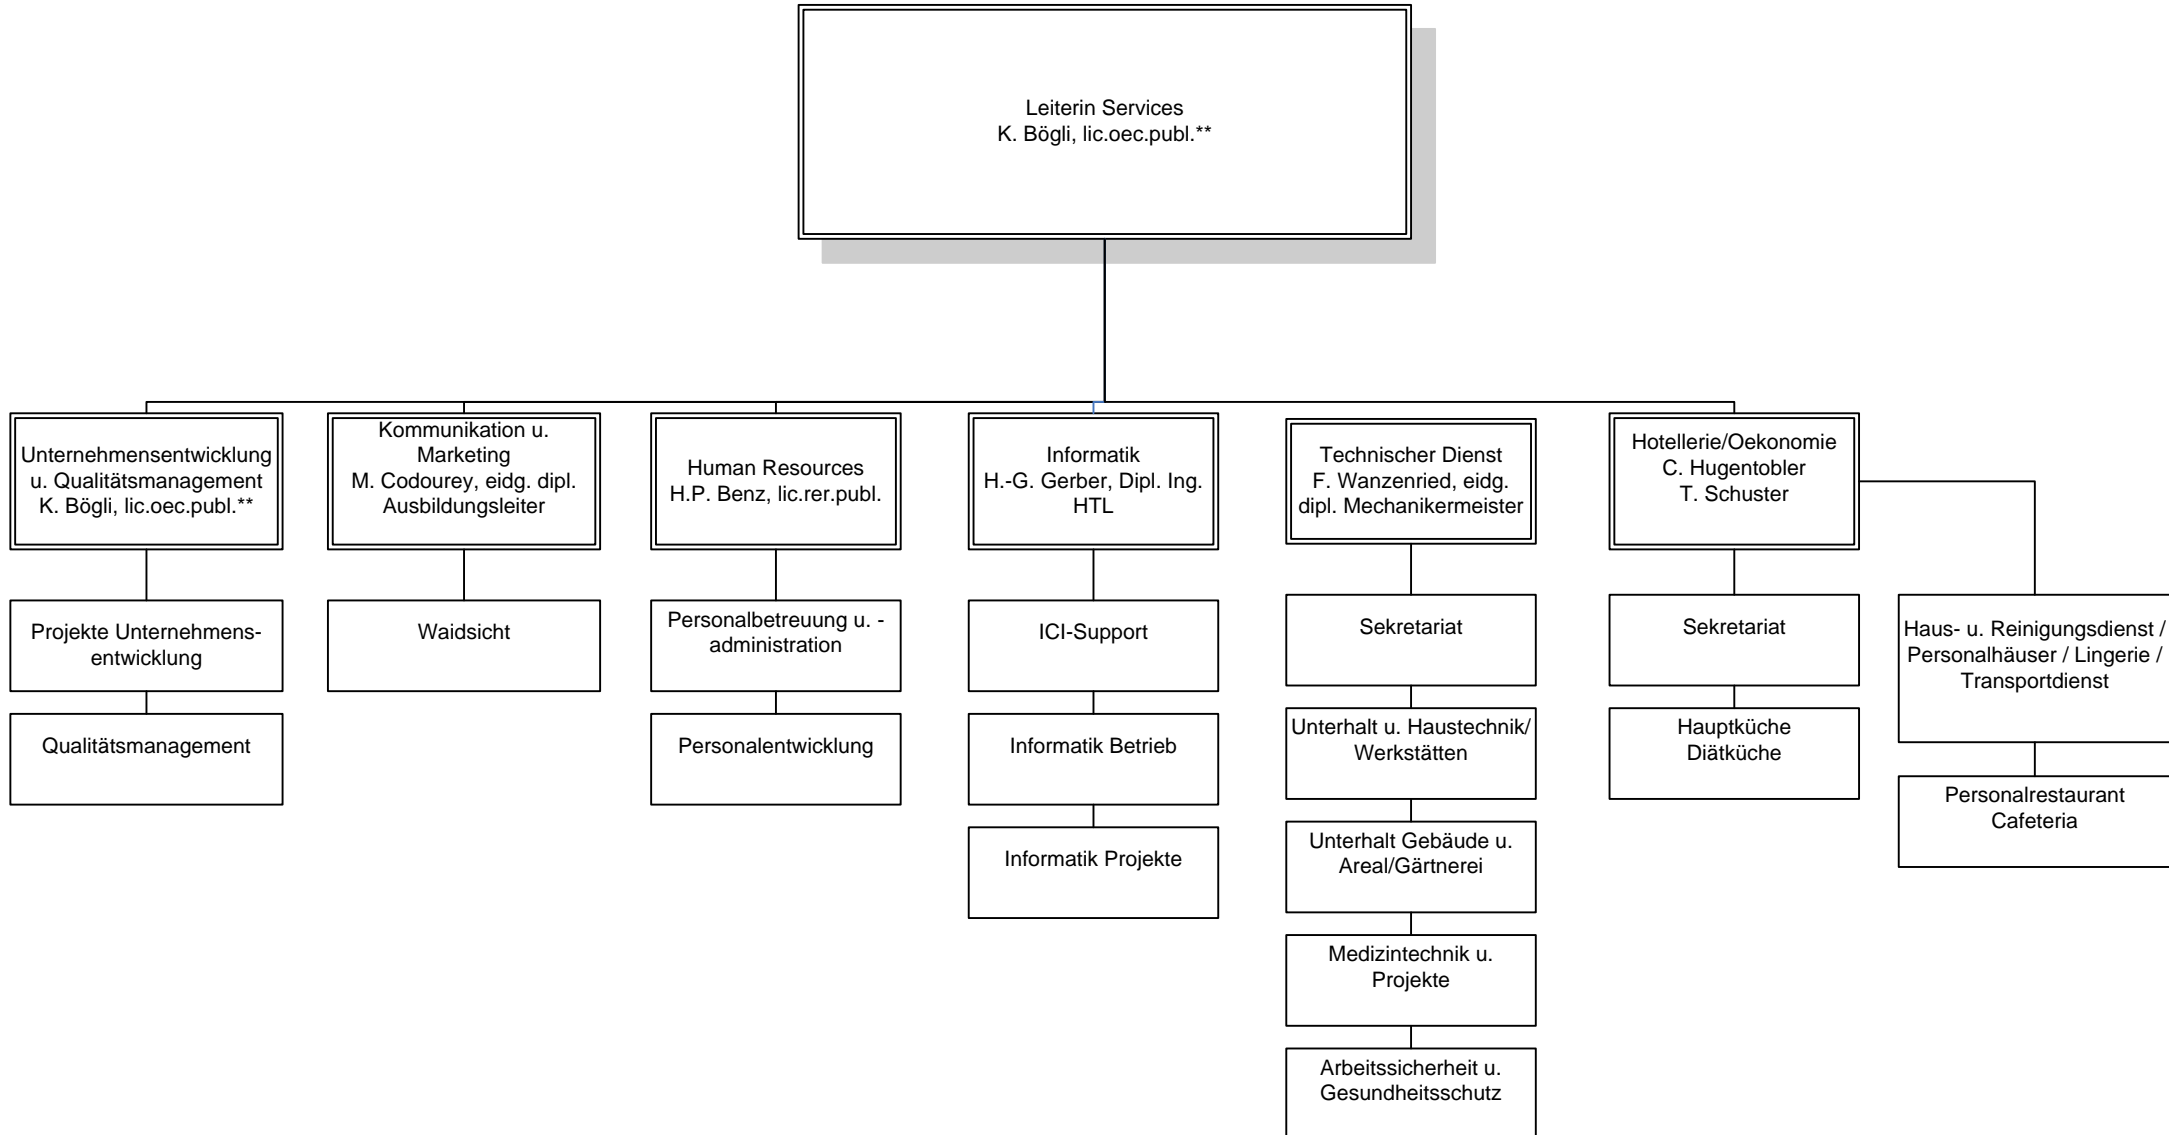 Leiterin Services
K. Bögli, lic.oec.publ.**
Unternehmensentwicklung
u. Qualitätsmanagement
K. Bögli, lic.oec.publ.**
Kommunikation u.
Marketing
M. Codourey, eidg. dipl.
Ausbildungsleiter
Human Resources
H.P. Benz, lic.rer.publ.
Informatik
H.-G. Gerber, Dipl. Ing.
HTL
Technischer Dienst
F. Wanzenried, eidg.
dipl. Mechanikermeister
Hotellerie/Oekonomie
C. Hugentobler
T. Schuster
Projekte Unternehmens-
entwicklung
Qualitätsmanagement
Waidsicht
Personalbetreuung u. -
administration
Personalentwicklung
ICI-Support
Informatik Betrieb
Informatik Projekte
Sekretariat
Unterhalt u. Haustechnik/
Werkstätten
Unterhalt Gebäude u.
Areal/Gärtnerei
Medizintechnik u.
Projekte
Arbeitssicherheit u.
Gesundheitsschutz
Sekretariat
Hauptküche
Diätküche
Haus- u. Reinigungsdienst /
Personalhäuser / Lingerie /
Transportdienst
Personalrestaurant
Cafeteria